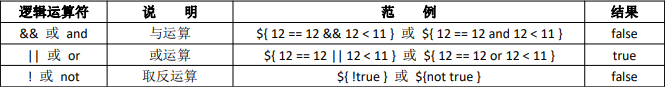 逻辑运算符 说 明 范 例 结果
&& 或 and 与运算 ${ 12 == 12 && 12 < 11 } 或 ${ 12 == 12 and 12 < 11 } false
|| 或 or 或运算 ${ 12 == 12 || 12 < 11 } 或 ${ 12 == 12 or 12 < 11 } true
! 或 not 取反运算 ${ !true } 或 ${not true } false